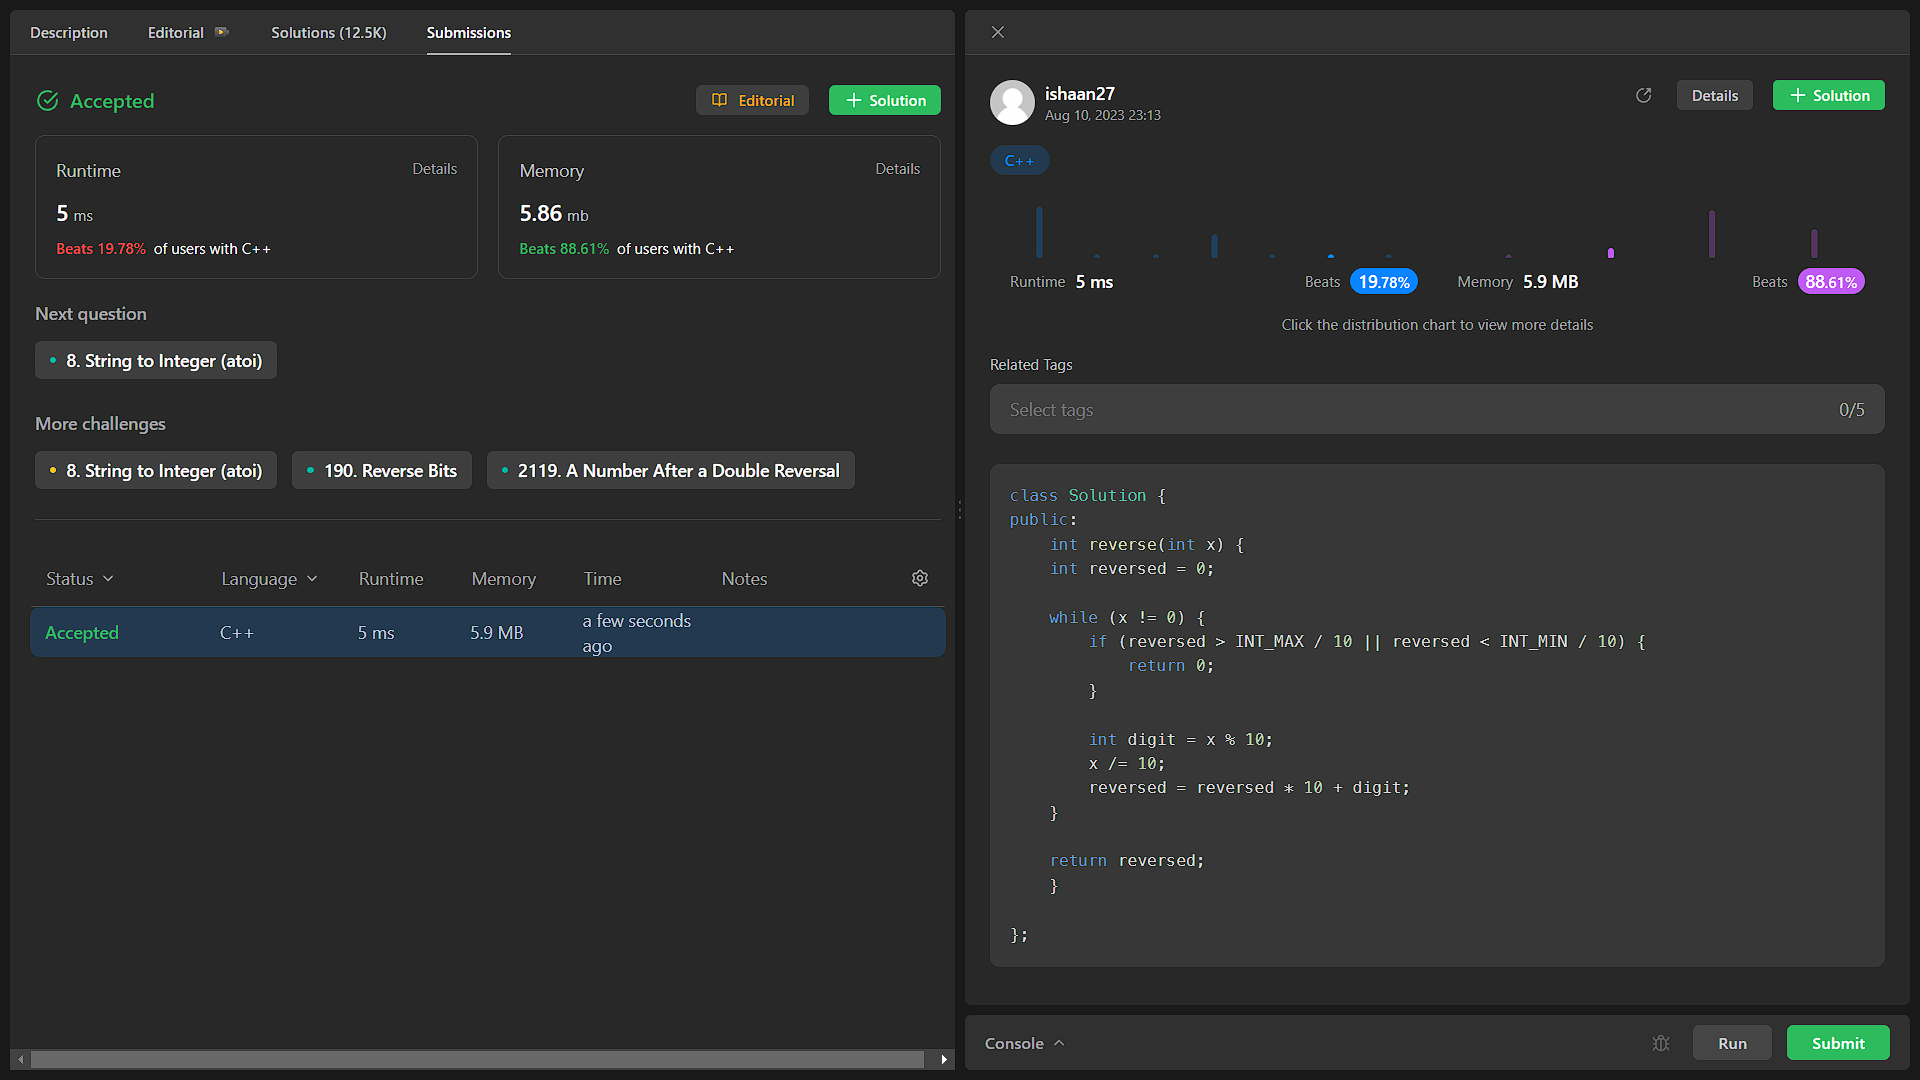 Description
Editorial
Solutions (12.5K)
Submissions
Accepted
Editorial
Solution
Runtime
Details
5 ms
Beats 19.78% of users with C++
Memory
Details
5.86 mb
Beats 88.61% of users with C++
Next question
8. String to Integer (atoi)
More challenges
8. String to Integer (atoi)
190. Reverse Bits
2119. A Number After a Double Reversal
Status
Language
Runtime
Memory
Time
Notes
Accepted
C++
5 ms
5.9 MB
a few seconds
ago
ishaan27
Aug 10, 2023 23:13
Details
Solution
C++
Runtime 5 ms
Beats 19.78%
Memory 5.9 MB
Beats 88.61%
Click the distribution chart to view more details
Related Tags
Select tags
0/5
class Solution {
public:
    int reverse(int x) {
    int reversed = 0;

    while (x != 0) {
        if (reversed > INT_MAX / 10 || reversed < INT_MIN / 10) {
            return 0;
        }

        int digit = x % 10;
        x /= 10;
        reversed = reversed * 10 + digit;
    }

    return reversed;
    }

};
Console
Run
Submit